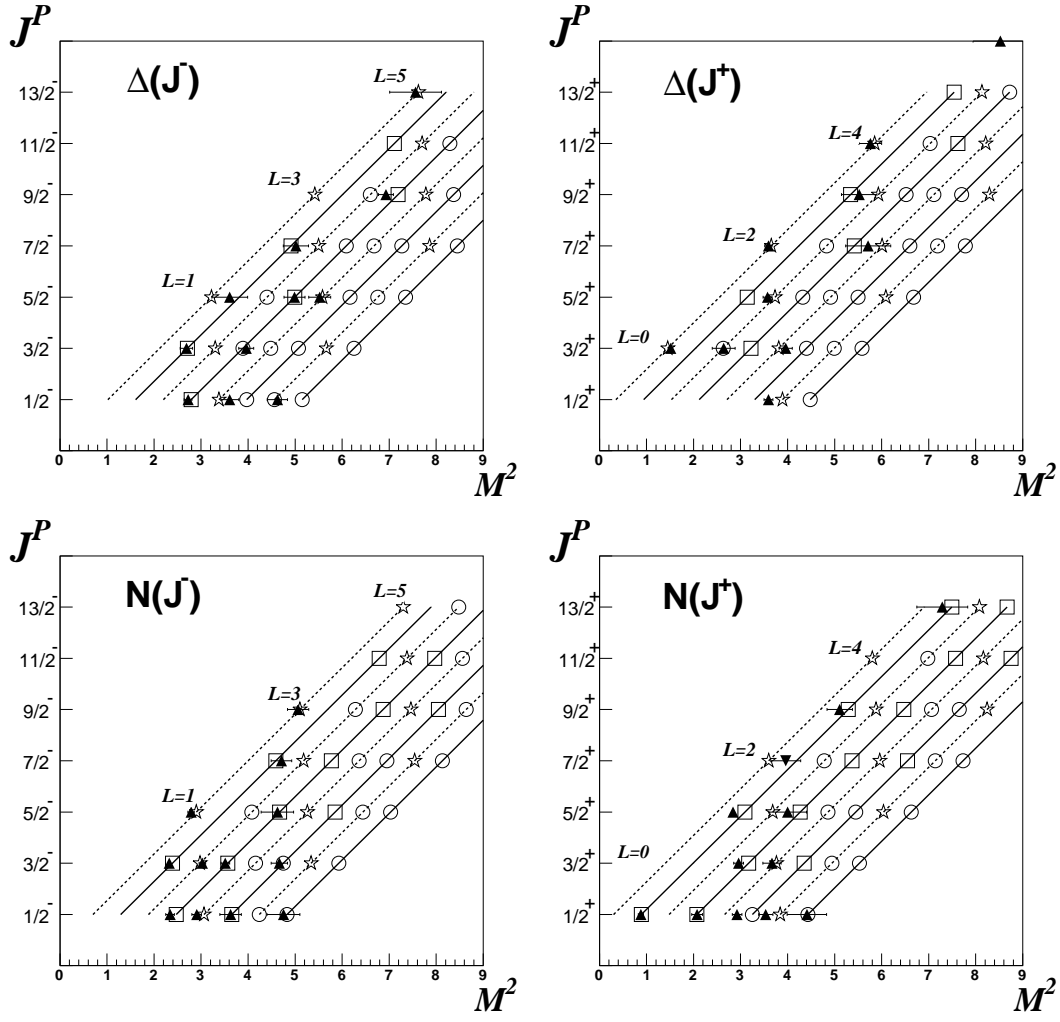 J^P
Δ(J^-)
L=5
13/2^-
11/2^-
L=3
9/2^-
7/2^-
L=1
5/2^-
3/2^-
1/2^-
0 1 2 3 4 5 6 7 8 9
M^2
J^P
Δ(J^+)
13/2^+
L=4
11/2^+
9/2^+
L=2
7/2^+
5/2^+
L=0
3/2^+
1/2^+
0 1 2 3 4 5 6 7 8 9
M^2
J^P
N(J^-)
L=5
13/2^-
11/2^-
L=3
9/2^-
7/2^-
L=1
5/2^-
3/2^-
1/2^-
0 1 2 3 4 5 6 7 8 9
M^2
J^P
N(J^+)
13/2^+
L=4
11/2^+
9/2^+
L=2
7/2^+
5/2^+
L=0
3/2^+
1/2^+
0 1 2 3 4 5 6 7 8 9
M^2